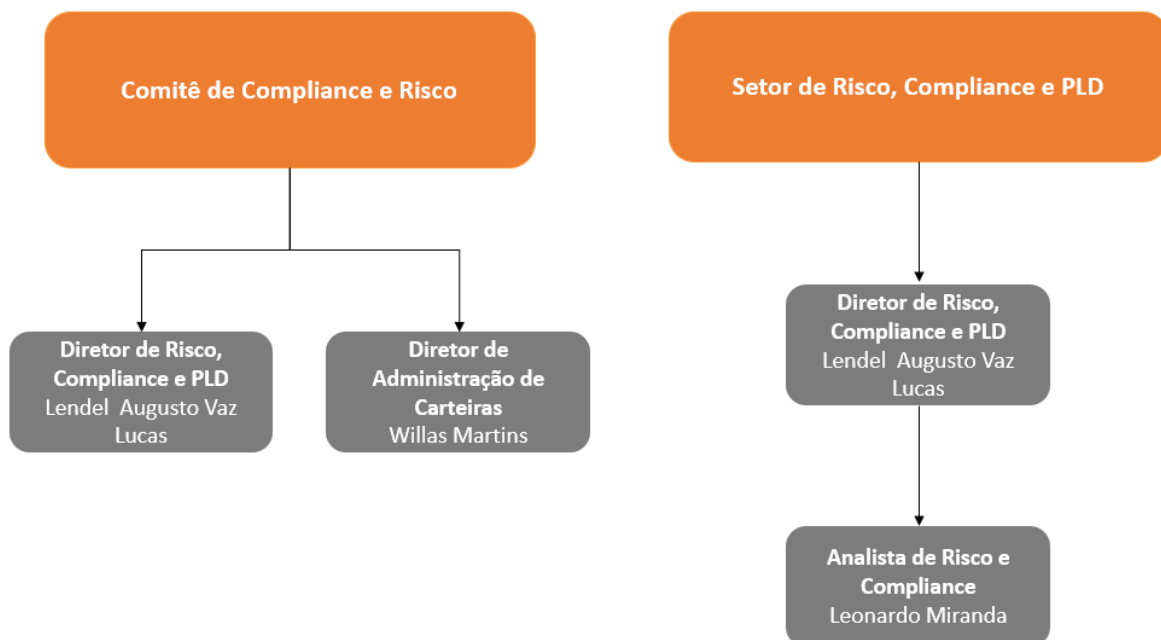 Comitê de Compliance e Risco
Setor de Risco, Compliance e PLD
Diretor de Risco,
Compliance e PLD
Lendel Augusto Vaz
Lucas
Diretor de
Administração de
Carteiras
Willas Martins
Diretor de Risco,
Compliance e PLD
Lendel Augusto Vaz
Lucas
Analista de Risco e
Compliance
Leonardo Miranda